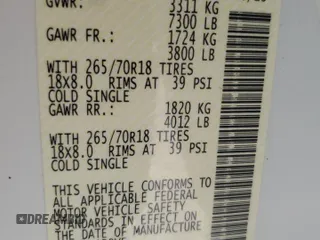 GVWR: 3311 KG
7300 LB
GAWR FR.: 1724 KG
3800 LB
WITH 265/70R18 TIRES
18X8.0 RIMS AT 39 PSI
COLD SINGLE
GAWR RR.: 1820 KG
4012 LB
WITH 265/70R18 TIRES
18X8.0 RIMS AT 39 PSI
COLD SINGLE
THIS VEHICLE CONFORMS TO
ALL APPLICABLE FEDERAL
MOTOR VEHICLE SAFETY
STANDARDS IN EFFECT ON
THE DATE OF MANUFACTURE